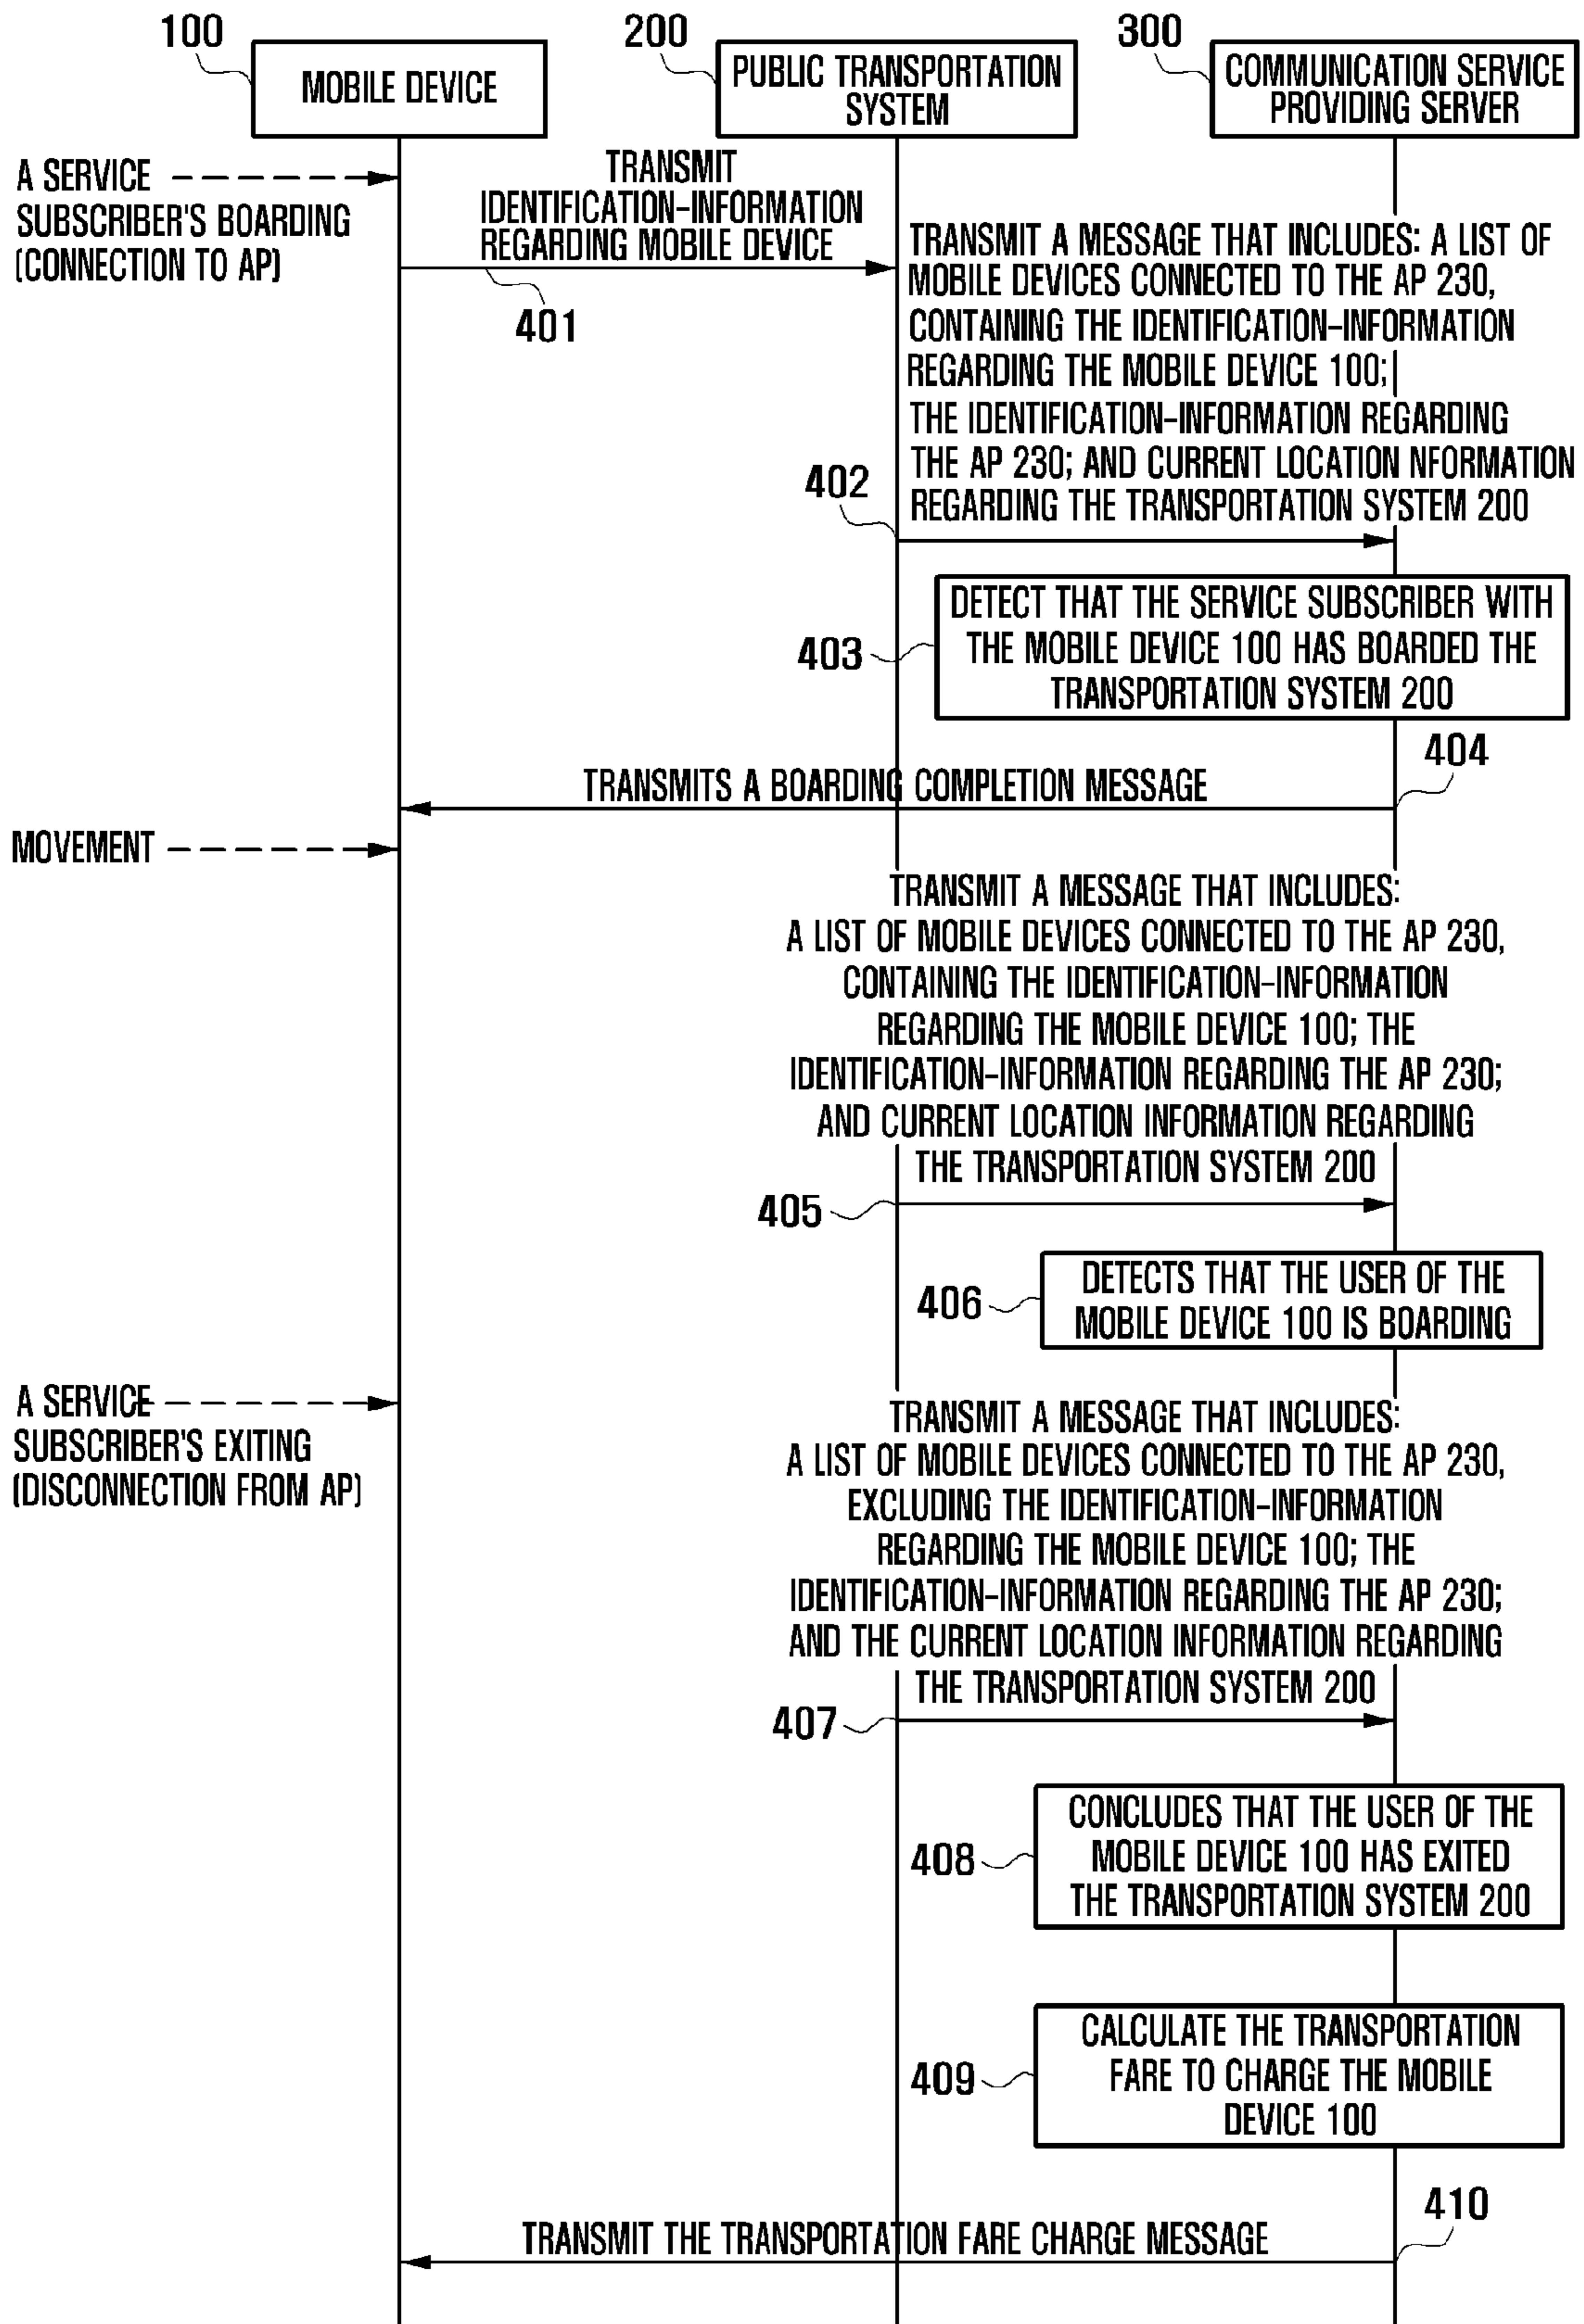 100
MOBILE DEVICE
200
PUBLIC TRANSPORTATION
SYSTEM
300
COMMUNICATION SERVICE
PROVIDING SERVER
A SERVICE
SUBSCRIBER'S BOARDING
(CONNECTION TO AP)
TRANSMIT
IDENTIFICATION-INFORMATION
REGARDING MOBILE DEVICE
401
TRANSMIT A MESSAGE THAT INCLUDES: A LIST OF
MOBILE DEVICES CONNECTED TO THE AP 230,
CONTAINING THE IDENTIFICATION-INFORMATION
REGARDING THE MOBILE DEVICE 100;
THE IDENTIFICATION-INFORMATION REGARDING
THE AP 230; AND CURRENT LOCATION NFORMATION
REGARDING THE TRANSPORTATION SYSTEM 200
402
DETECT THAT THE SERVICE SUBSCRIBER WITH
THE MOBILE DEVICE 100 HAS BOARDED THE
TRANSPORTATION SYSTEM 200
403
404
TRANSMITS A BOARDING COMPLETION MESSAGE
MOVEMENT
TRANSMIT A MESSAGE THAT INCLUDES:
A LIST OF MOBILE DEVICES CONNECTED TO THE AP 230,
CONTAINING THE IDENTIFICATION-INFORMATION
REGARDING THE MOBILE DEVICE 100; THE
IDENTIFICATION-INFORMATION REGARDING THE AP 230;
AND CURRENT LOCATION INFORMATION REGARDING
THE TRANSPORTATION SYSTEM 200
405
DETECTS THAT THE USER OF THE
MOBILE DEVICE 100 IS BOARDING
406
A SERVICE
SUBSCRIBER'S EXITING
(DISCONNECTION FROM AP)
TRANSMIT A MESSAGE THAT INCLUDES:
A LIST OF MOBILE DEVICES CONNECTED TO THE AP 230,
EXCLUDING THE IDENTIFICATION-INFORMATION
REGARDING THE MOBILE DEVICE 100; THE
IDENTIFICATION-INFORMATION REGARDING THE AP 230;
AND THE CURRENT LOCATION INFORMATION REGARDING
THE TRANSPORTATION SYSTEM 200
407
CONCLUDES THAT THE USER OF THE
MOBILE DEVICE 100 HAS EXITED
THE TRANSPORTATION SYSTEM 200
408
CALCULATE THE TRANSPORTATION
FARE TO CHARGE THE MOBILE
DEVICE 100
409
410
TRANSMIT THE TRANSPORTATION FARE CHARGE MESSAGE